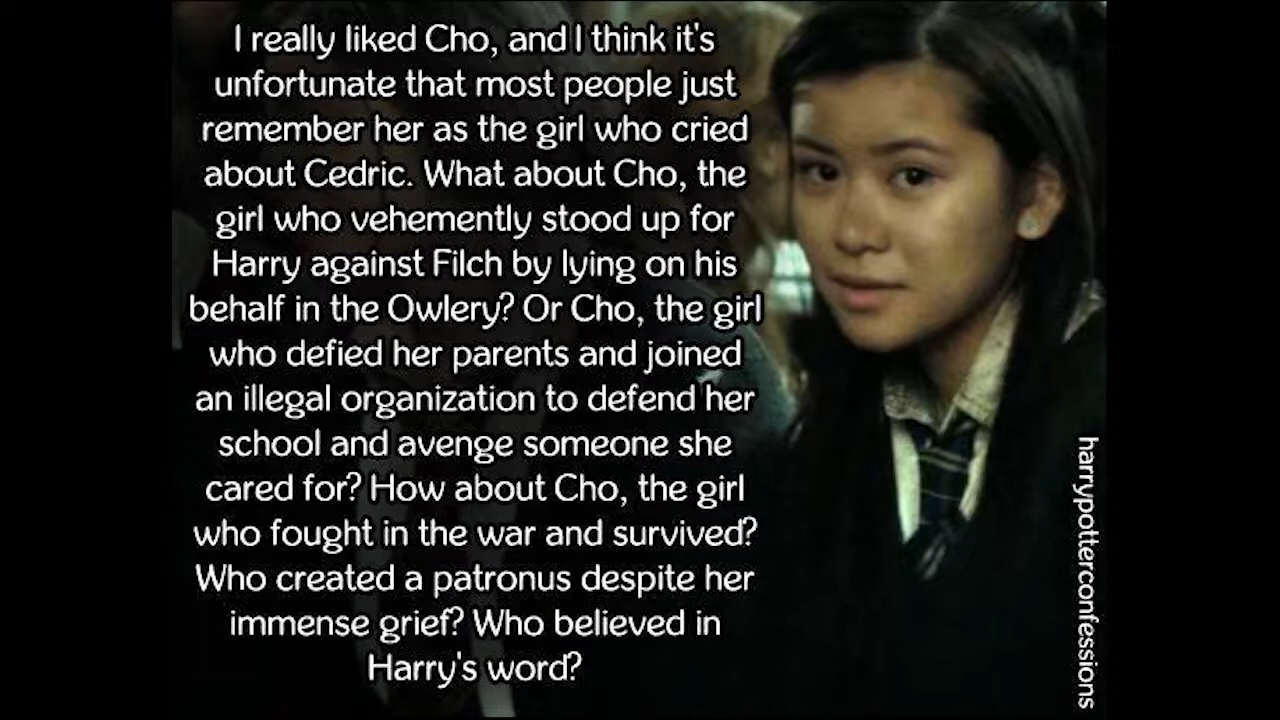 I really liked Cho, and I think it's
unfortunate that most people just
remember her as the girl who cried
about Cedric. What about Cho, the
girl who vehemently stood up for
Harry against Filch by lying on his
behalf in the Owlery? Or Cho, the girl
who defied her parents and joined
an illegal organization to defend her
school and avenge someone she
cared for? How about Cho, the girl
who fought in the war and survived?
Who created a patronus despite her
immense grief? Who believed in
Harry's word?
harrypotterconfessions